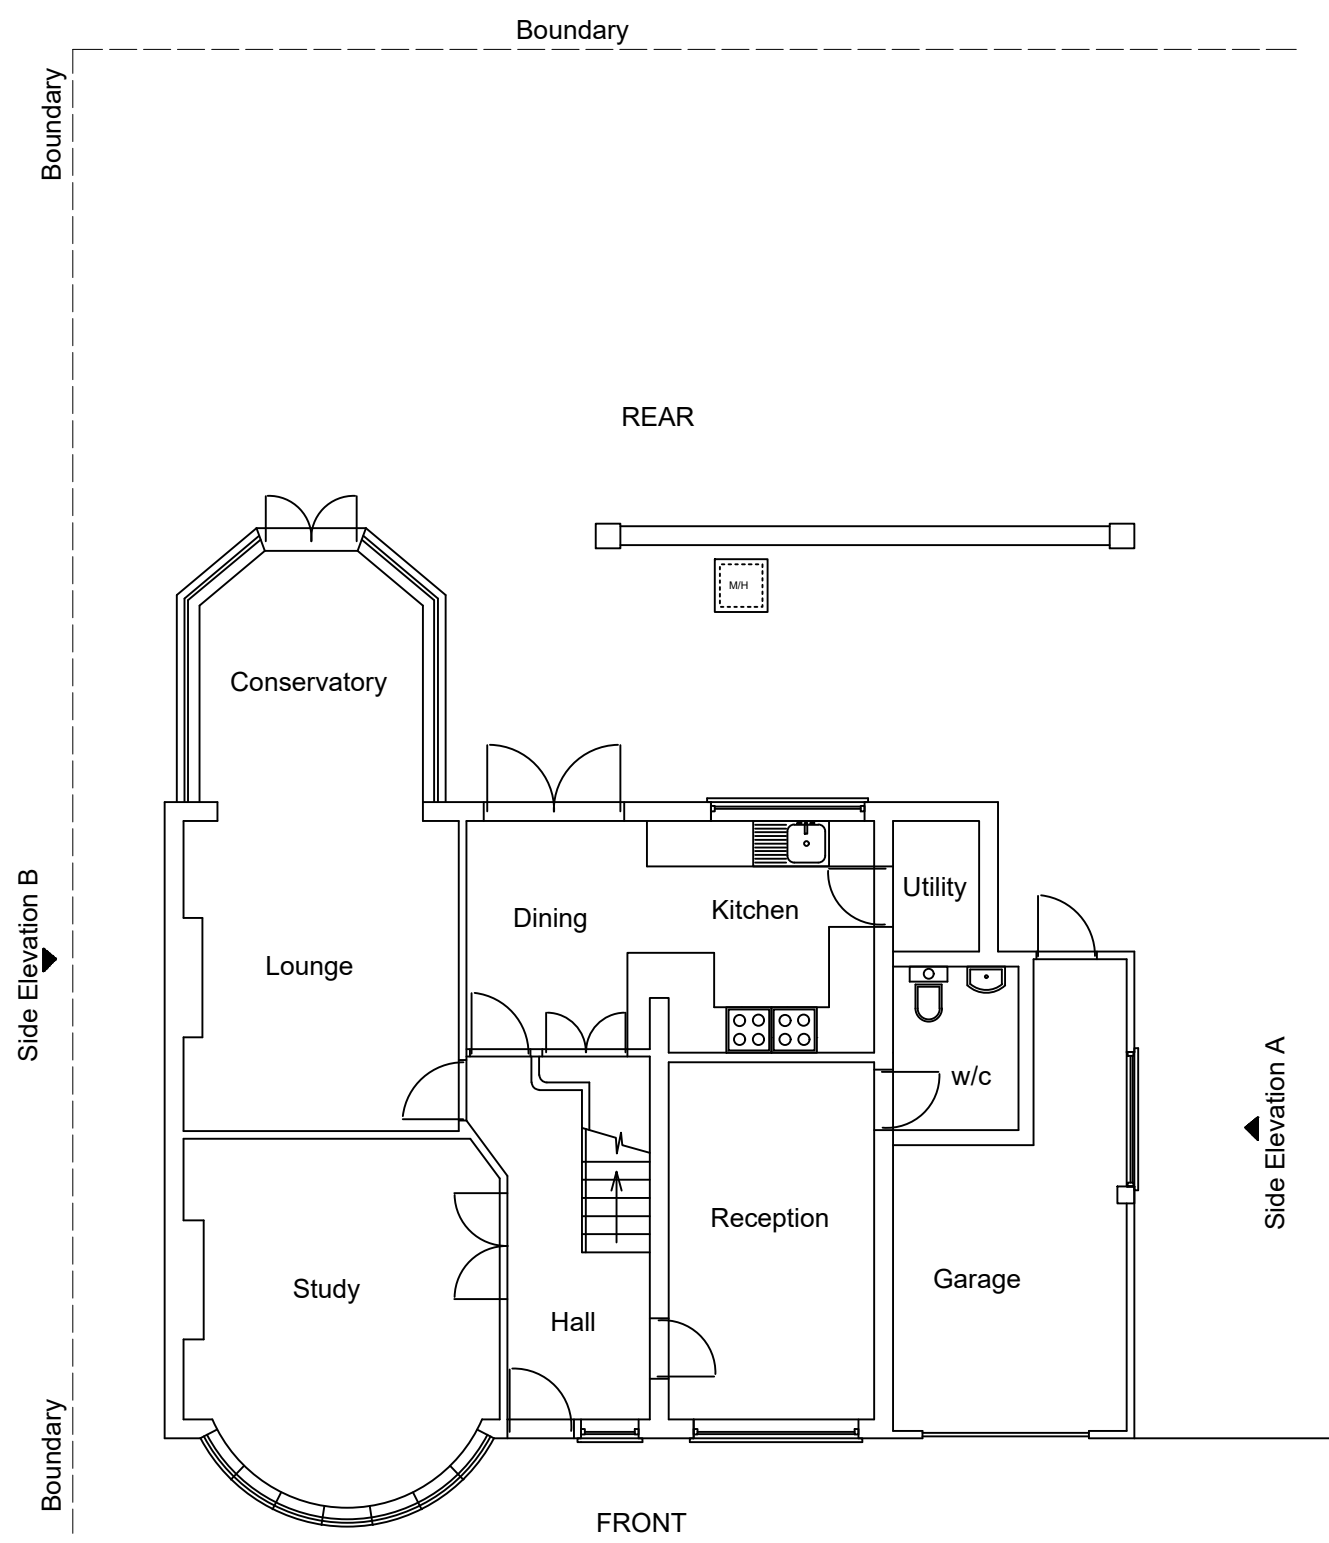 Boundary
Boundary
REAR
M/H
Conservatory
Utility
Kitchen
Dining
Side Elevation B
Lounge
w/c
Side Elevation A
Reception
Garage
Study
Hall
Boundary
FRONT